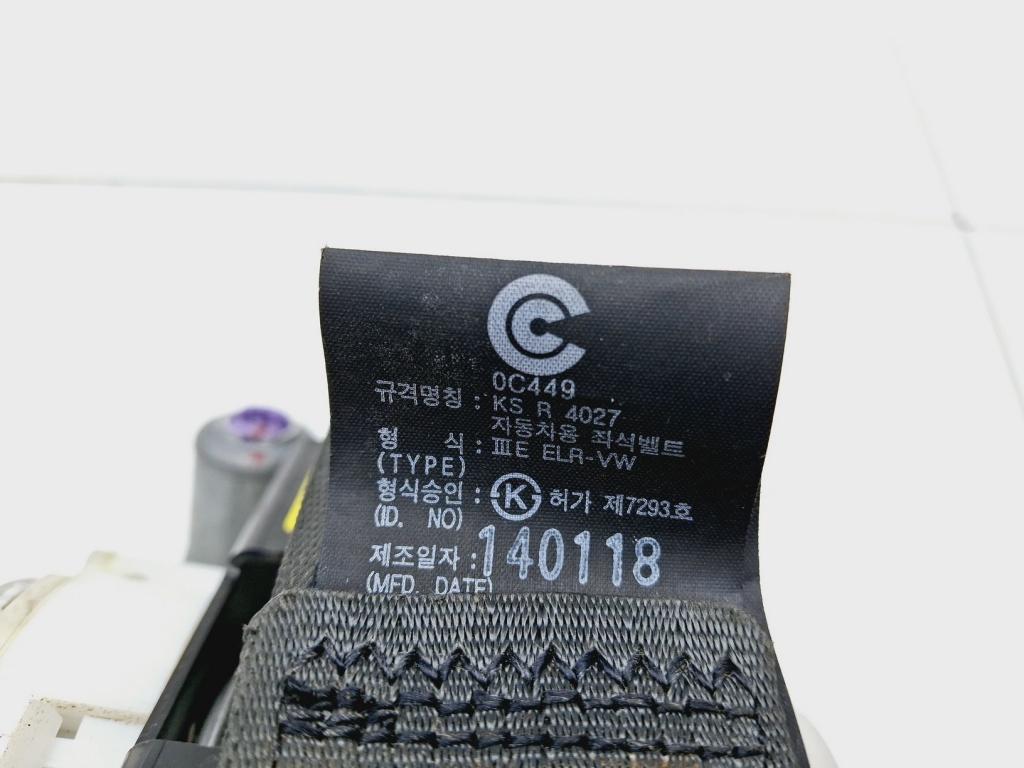 0C449
규격명칭 : KS R 4027
자동차용 좌석벨트
형 식 : ⅢE ELR-VW
(TYPE)
형식승인 : K 허가 제7293호
(ID. NO)
제조일자 : 140118
(MFD. DATE)